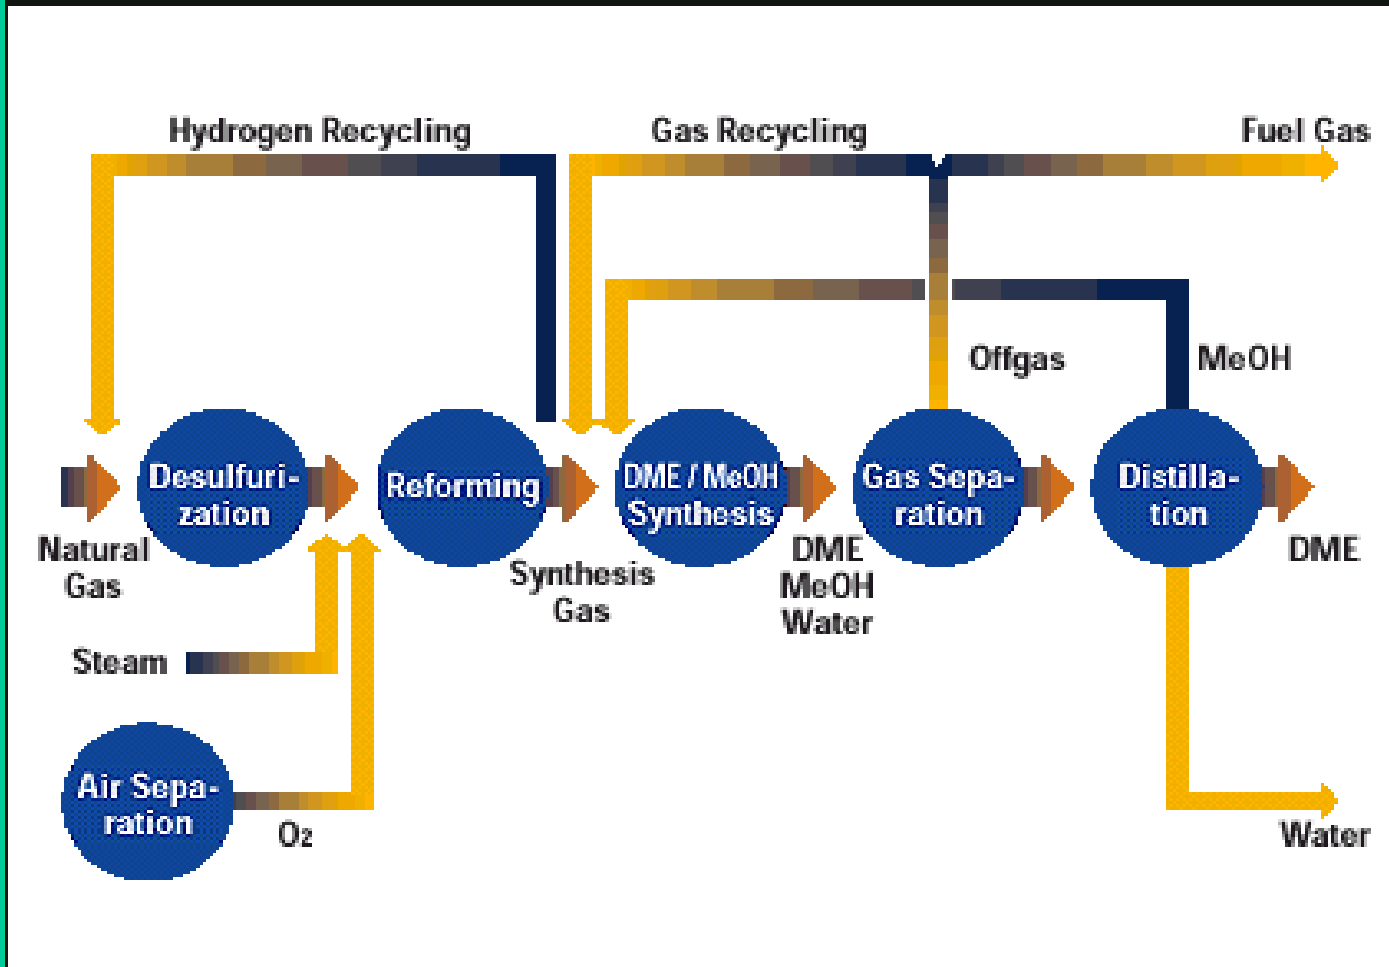 Hydrogen Recycling
Gas Recycling
Fuel Gas
Offgas
MeOH
Desulfuri-
zation
Reforming
DME / MeOH
Synthesis
Gas Sepa-
ration
Distilla-
tion
Natural
Gas
Synthesis
Gas
DME
MeOH
Water
DME
Steam
Air Sepa-
ration
O2
Water